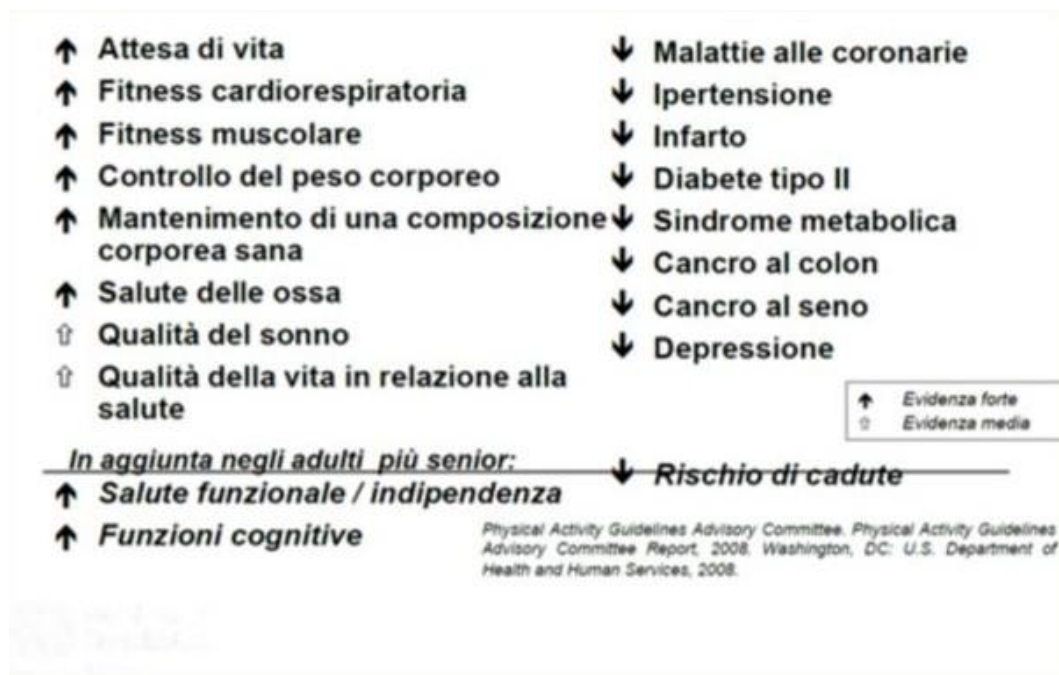 ↑ Attesa di vita
↑ Fitness cardiorespiratoria
↑ Fitness muscolare
↑ Controllo del peso corporeo
↑ Mantenimento di una composizione
corporea sana
↑ Salute delle ossa
⇧ Qualità del sonno
⇧ Qualità della vita in relazione alla
salute
↓ Malattie alle coronarie
↓ Ipertensione
↓ Infarto
↓ Diabete tipo II
↓ Sindrome metabolica
↓ Cancro al colon
↓ Cancro al seno
↓ Depressione
↑ Evidenza forte
⇧ Evidenza media
In aggiunta negli adulti più senior:
↑ Salute funzionale / indipendenza
↑ Funzioni cognitive
↓ Rischio di cadute
Physical Activity Guidelines Advisory Committee. Physical Activity Guidelines
Advisory Committee Report, 2008. Washington, DC: U.S. Department of
Health and Human Services, 2008.